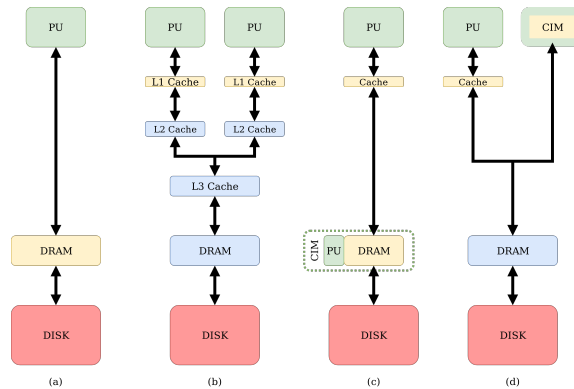 PU
PU
PU
PU
PU
CIM
L1 Cache
L1 Cache
Cache
Cache
L2 Cache
L2 Cache
L3 Cache
DRAM
DRAM
CIM
PU
DRAM
DRAM
DISK
DISK
DISK
DISK
(a)
(b)
(c)
(d)